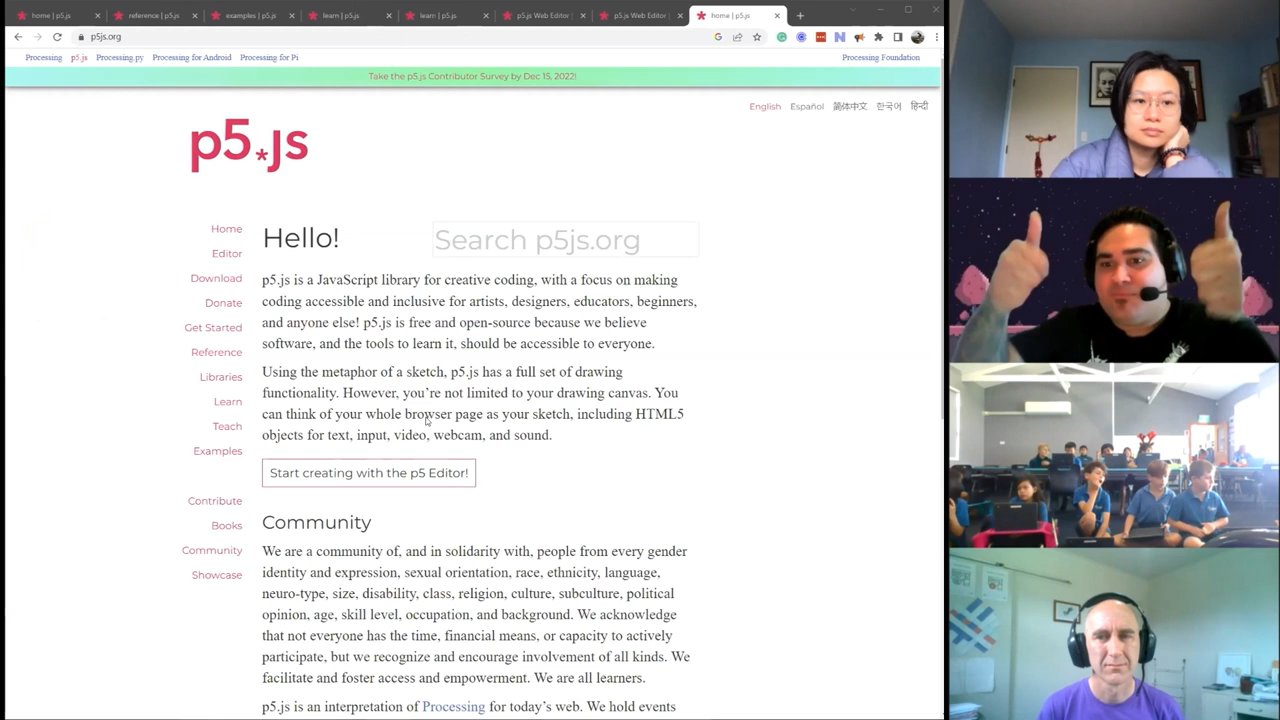 home | p5.js
reference | p5.js
examples | p5.js
learn | p5.js
learn | p5.js
p5.js Web Editor
p5.js Web Editor
home | p5.js
p5js.org
Processing p5.js Processing.py Processing for Android Processing for Pi Processing Foundation
Take the p5.js Contributor Survey by Dec 15, 2022!
English Español 简体中文 한국어 हिन्दी
p5*js
Home
Editor
Download
Donate
Get Started
Reference
Libraries
Learn
Teach
Examples
Contribute
Books
Community
Showcase
Hello!
Search p5js.org
p5.js is a JavaScript library for creative coding, with a focus on making
coding accessible and inclusive for artists, designers, educators, beginners,
and anyone else! p5.js is free and open-source because we believe
software, and the tools to learn it, should be accessible to everyone.
Using the metaphor of a sketch, p5.js has a full set of drawing
functionality. However, you’re not limited to your drawing canvas. You
can think of your whole browser page as your sketch, including HTML5
objects for text, input, video, webcam, and sound.
Start creating with the p5 Editor!
Community
We are a community of, and in solidarity with, people from every gender
identity and expression, sexual orientation, race, ethnicity, language,
neuro-type, size, disability, class, religion, culture, subculture, political
opinion, age, skill level, occupation, and background. We acknowledge
that not everyone has the time, financial means, or capacity to actively
participate, but we recognize and encourage involvement of all kinds. We
facilitate and foster access and empowerment. We are all learners.
p5.js is an interpretation of Processing for today’s web. We hold events